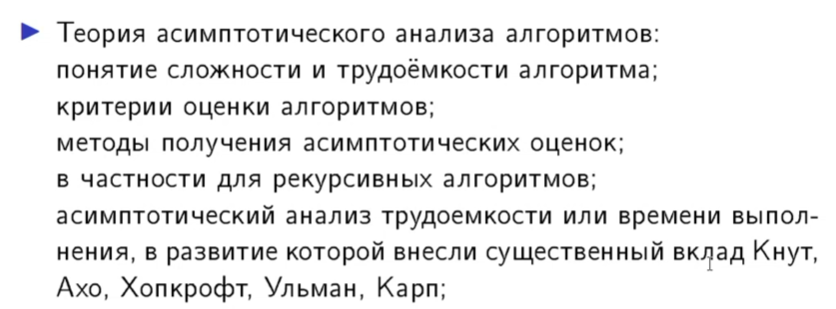 Теория асимптотического анализа алгоритмов:
понятие сложности и трудоёмкости алгоритма;
критерии оценки алгоритмов;
методы получения асимптотических оценок;
в частности для рекурсивных алгоритмов;
асимптотический анализ трудоемкости или времени выпол-
нения, в развитие которой внесли существенный вклад Кнут,
Ахо, Хопкрофт, Ульман, Карп;